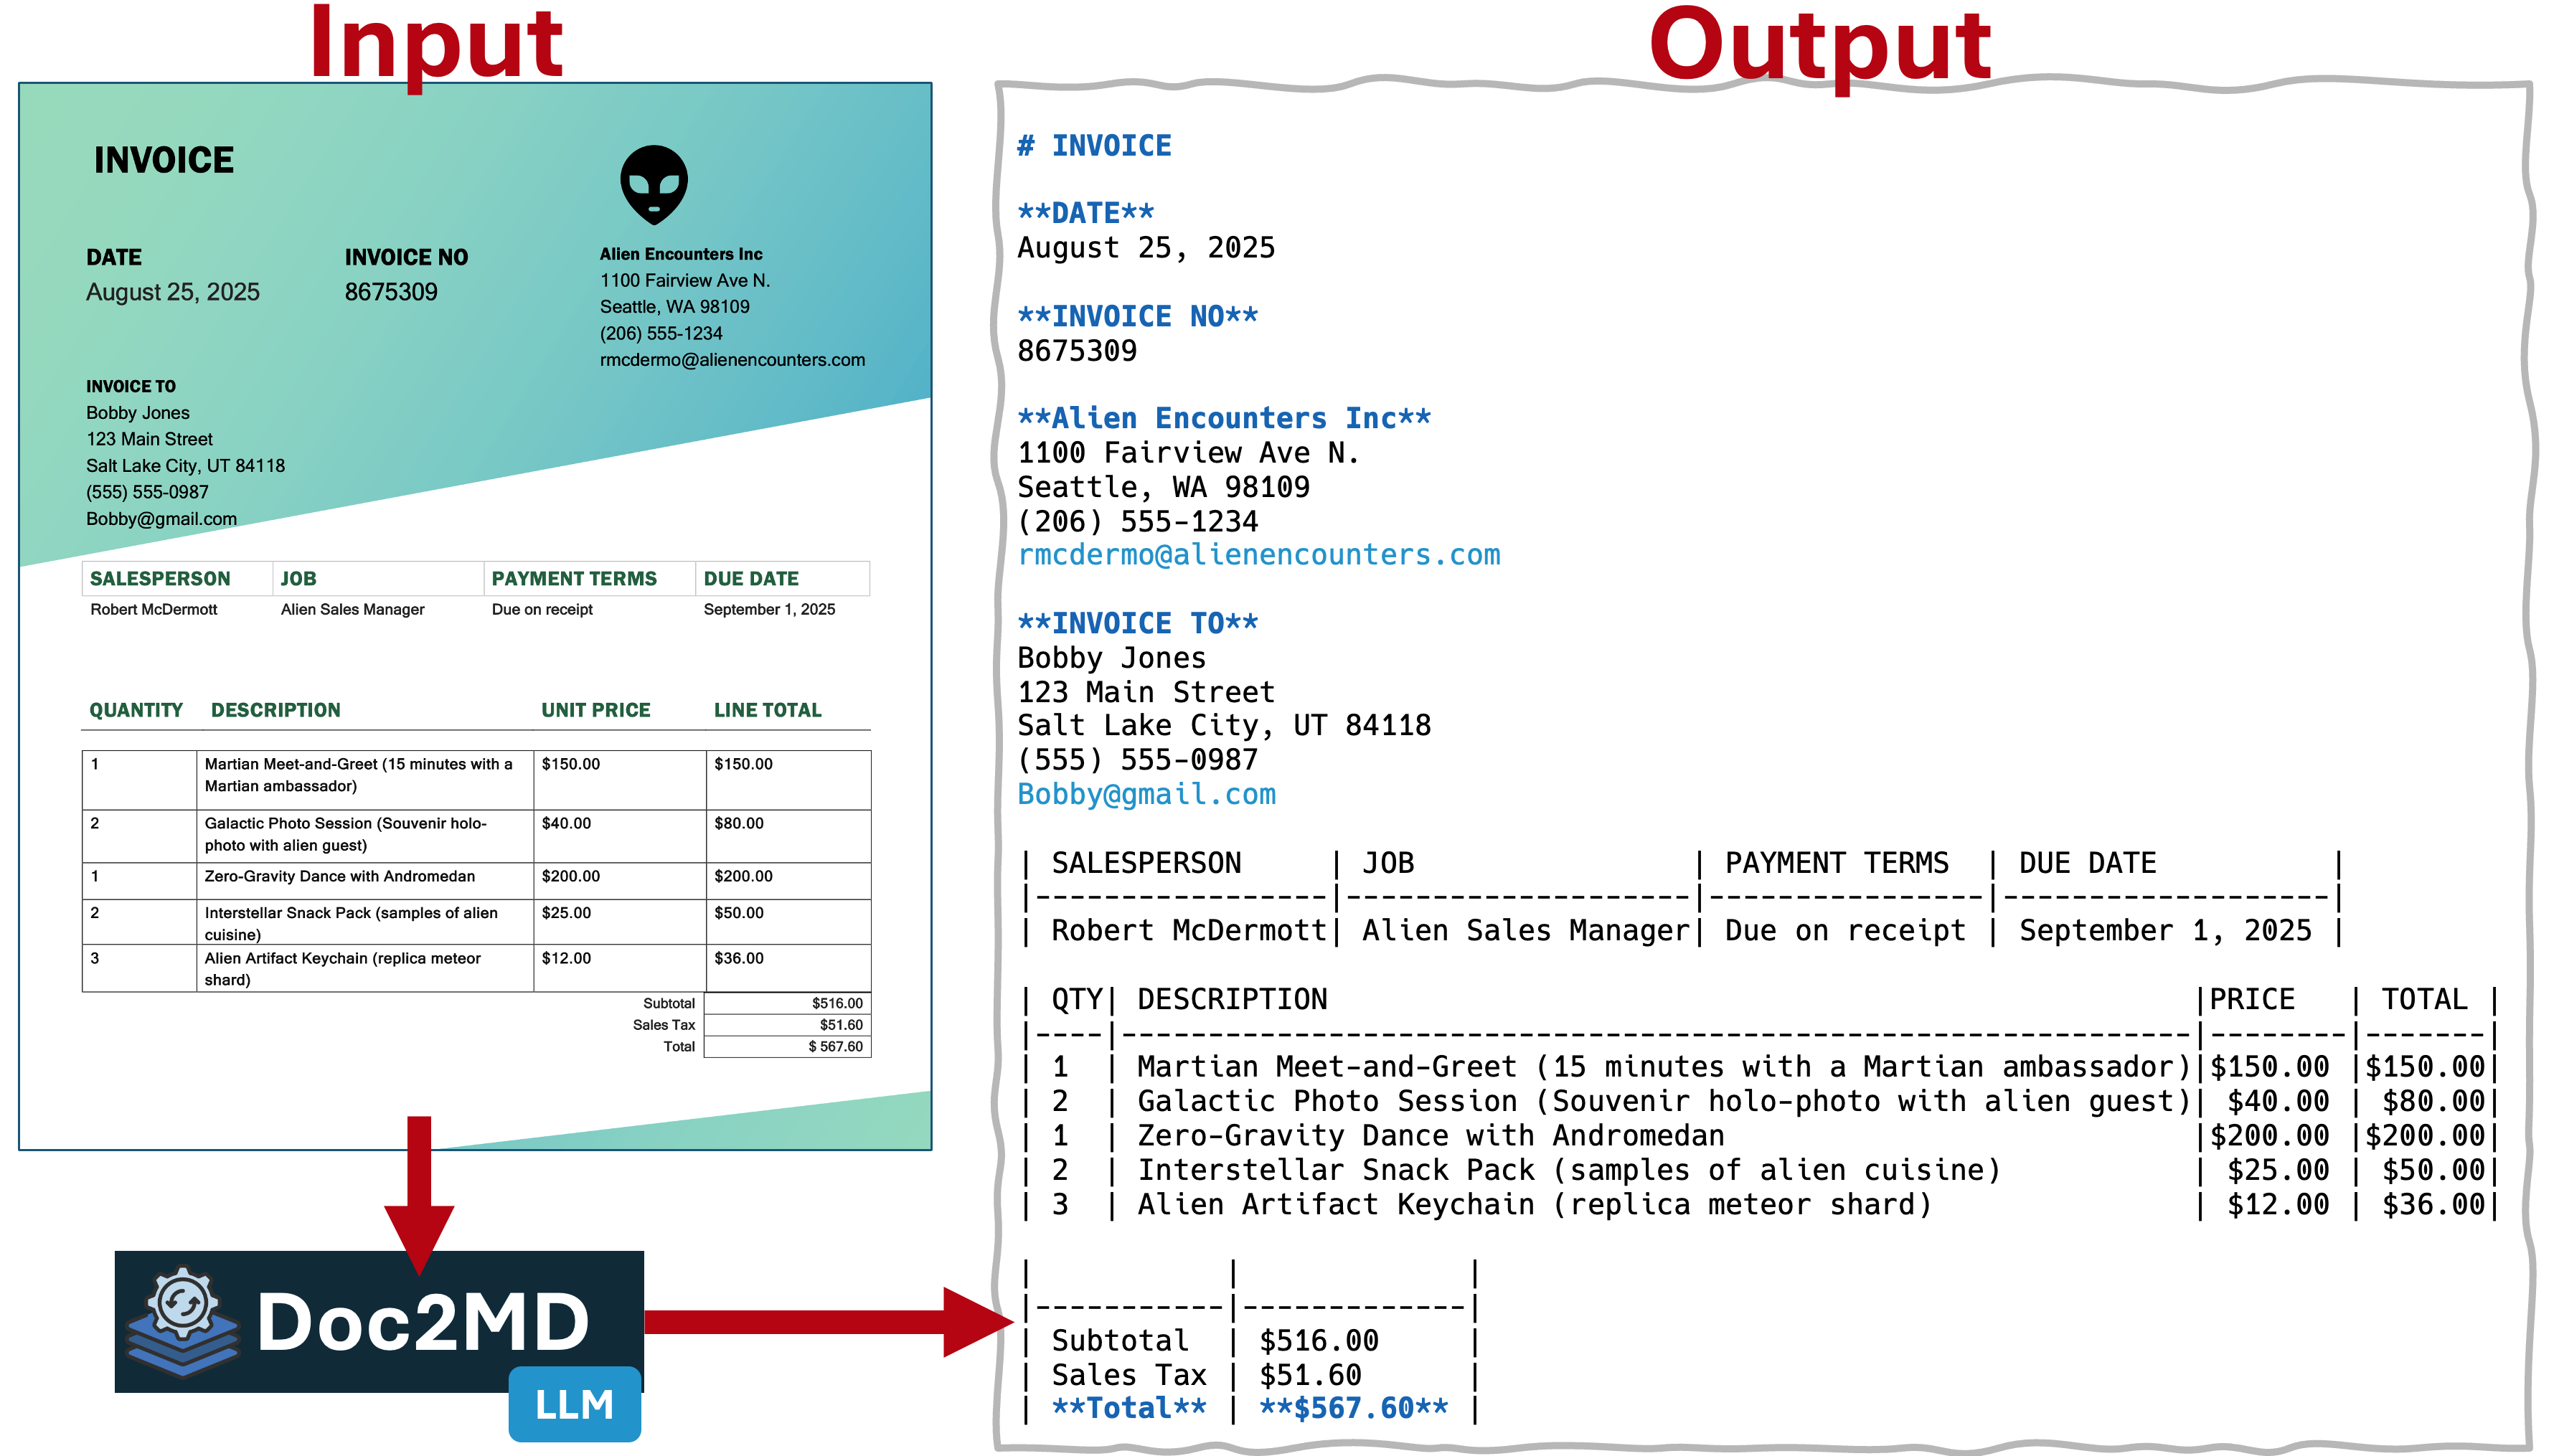 Input
INVOICE
DATE
August 25, 2025
INVOICE NO
8675309
Alien Encounters Inc
1100 Fairview Ave N.
Seattle, WA 98109
(206) 555-1234
rmcdermo@alienencounters.com
INVOICE TO
Bobby Jones
123 Main Street
Salt Lake City, UT 84118
(555) 555-0987
Bobby@gmail.com
SALESPERSON JOB PAYMENT TERMS DUE DATE
Robert McDermott Alien Sales Manager Due on receipt September 1, 2025
QUANTITY DESCRIPTION UNIT PRICE LINE TOTAL
1 Martian Meet-and-Greet (15 minutes with a $150.00 $150.00
Martian ambassador)
2 Galactic Photo Session (Souvenir holo- $40.00 $80.00
photo with alien guest)
1 Zero-Gravity Dance with Andromedan $200.00 $200.00
2 Interstellar Snack Pack (samples of alien $25.00 $50.00
cuisine)
3 Alien Artifact Keychain (replica meteor $12.00 $36.00
shard)
Subtotal $516.00
Sales Tax $51.60
Total $ 567.60
Doc2MD
LLM
Output
# INVOICE
**DATE**
August 25, 2025
**INVOICE NO**
8675309
**Alien Encounters Inc**
1100 Fairview Ave N.
Seattle, WA 98109
(206) 555-1234
rmcdermo@alienencounters.com
**INVOICE TO**
Bobby Jones
123 Main Street
Salt Lake City, UT 84118
(555) 555-0987
Bobby@gmail.com
| SALESPERSON | JOB | PAYMENT TERMS | DUE DATE |
|-----------------|--------------------|----------------|-------------------|
| Robert McDermott| Alien Sales Manager| Due on receipt | September 1, 2025 |
| QTY| DESCRIPTION |PRICE | TOTAL |
|----|--------------------------------------------------------------|--------|-------|
| 1 | Martian Meet-and-Greet (15 minutes with a Martian ambassador)|$150.00 |$150.00|
| 2 | Galactic Photo Session (Souvenir holo-photo with alien guest)| $40.00 | $80.00|
| 1 | Zero-Gravity Dance with Andromedan |$200.00 |$200.00|
| 2 | Interstellar Snack Pack (samples of alien cuisine) | $25.00 | $50.00|
| 3 | Alien Artifact Keychain (replica meteor shard) | $12.00 | $36.00|
| | |
|-----------|-------------|
| Subtotal | $516.00 |
| Sales Tax | $51.60 |
| **Total** | **$567.60** |